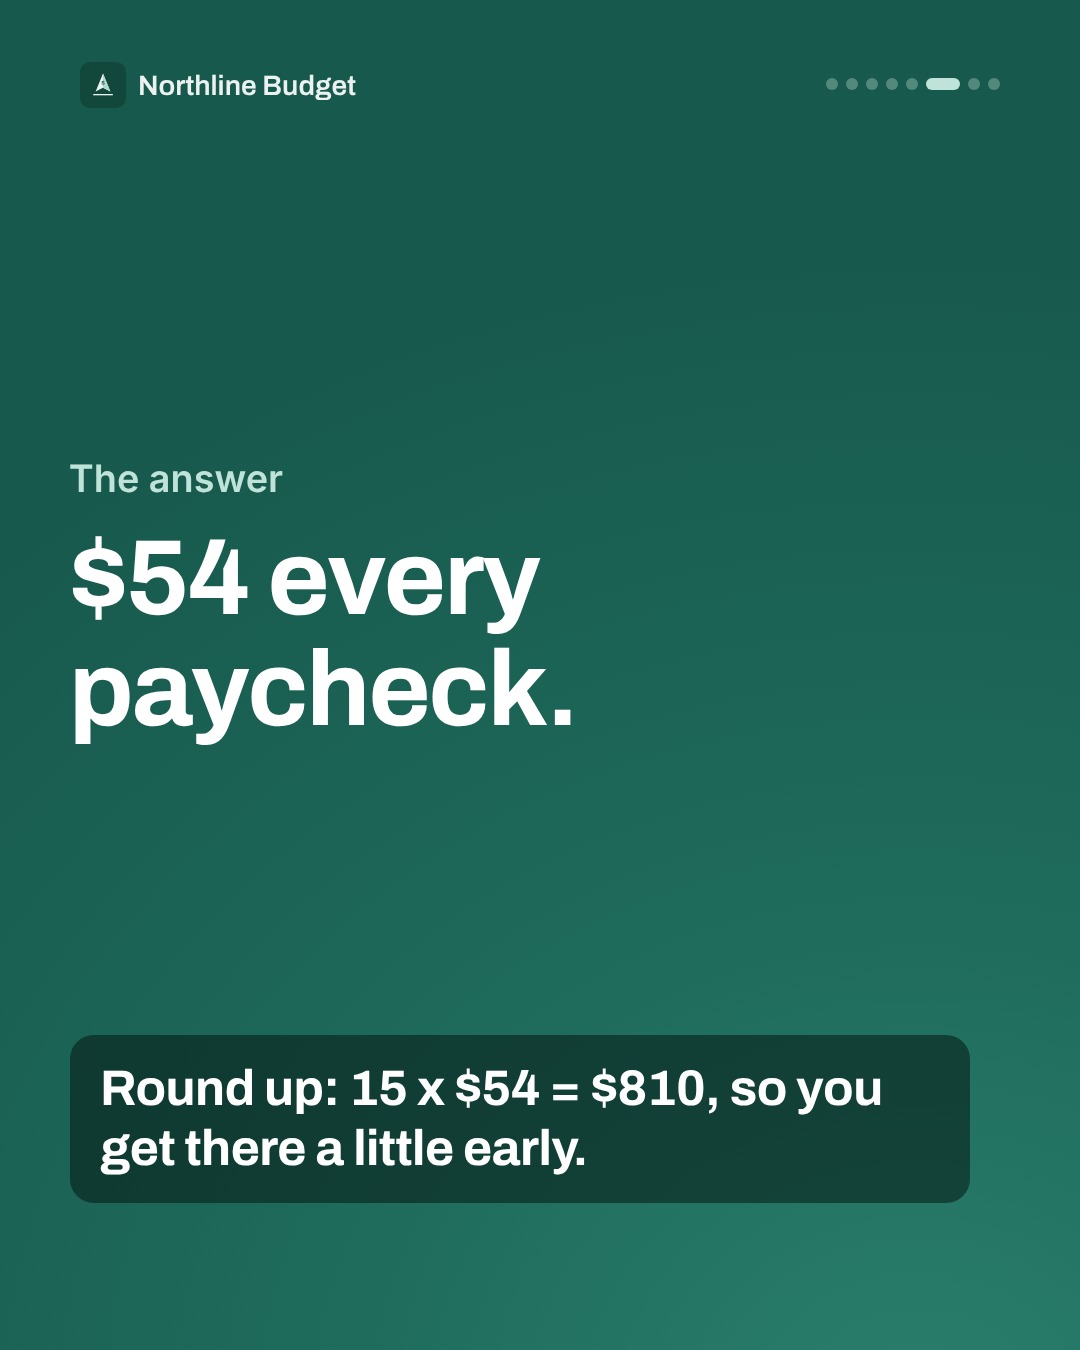 Northline Budget
The answer
$54 every
paycheck.
Round up: 15 x $54 = $810, so you
get there a little early.